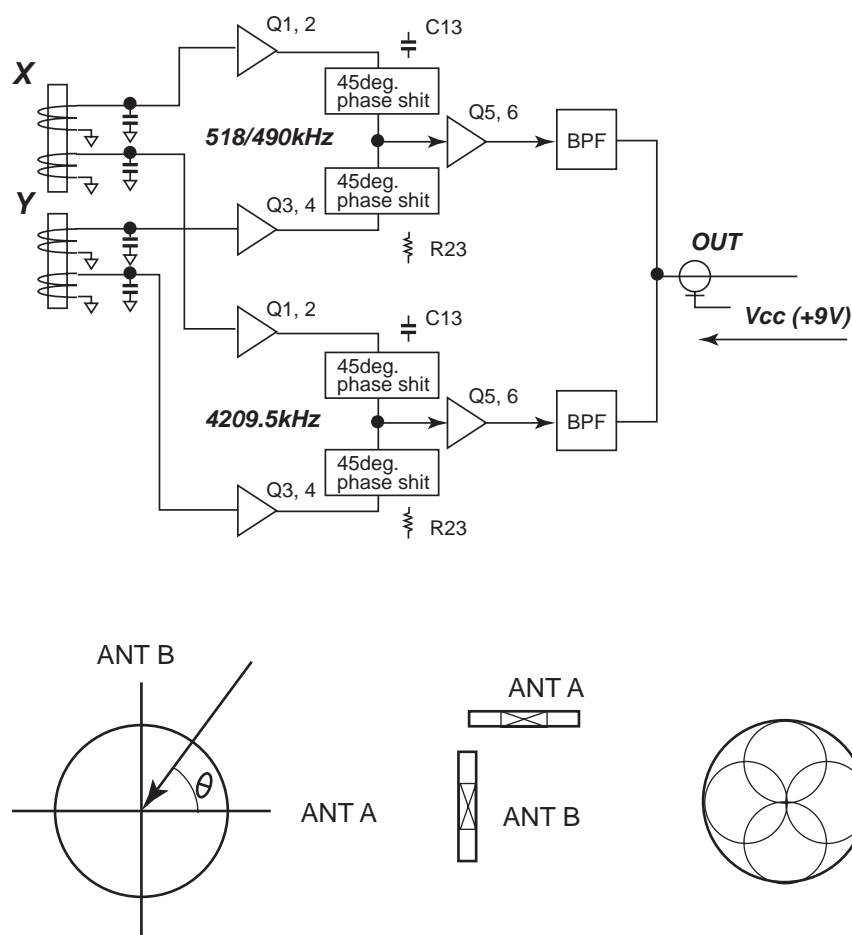 Q1, 2
C13
X
45deg.
phase shit
Q5, 6
518/490kHz
BPF
45deg.
phase shit
Y
Q3, 4
R23
OUT
Q1, 2
C13
Vcc (+9V)
45deg.
phase shit
Q5, 6
4209.5kHz
BPF
45deg.
phase shit
Q3, 4
R23
ANT B
ANT A
θ
ANT A
ANT B